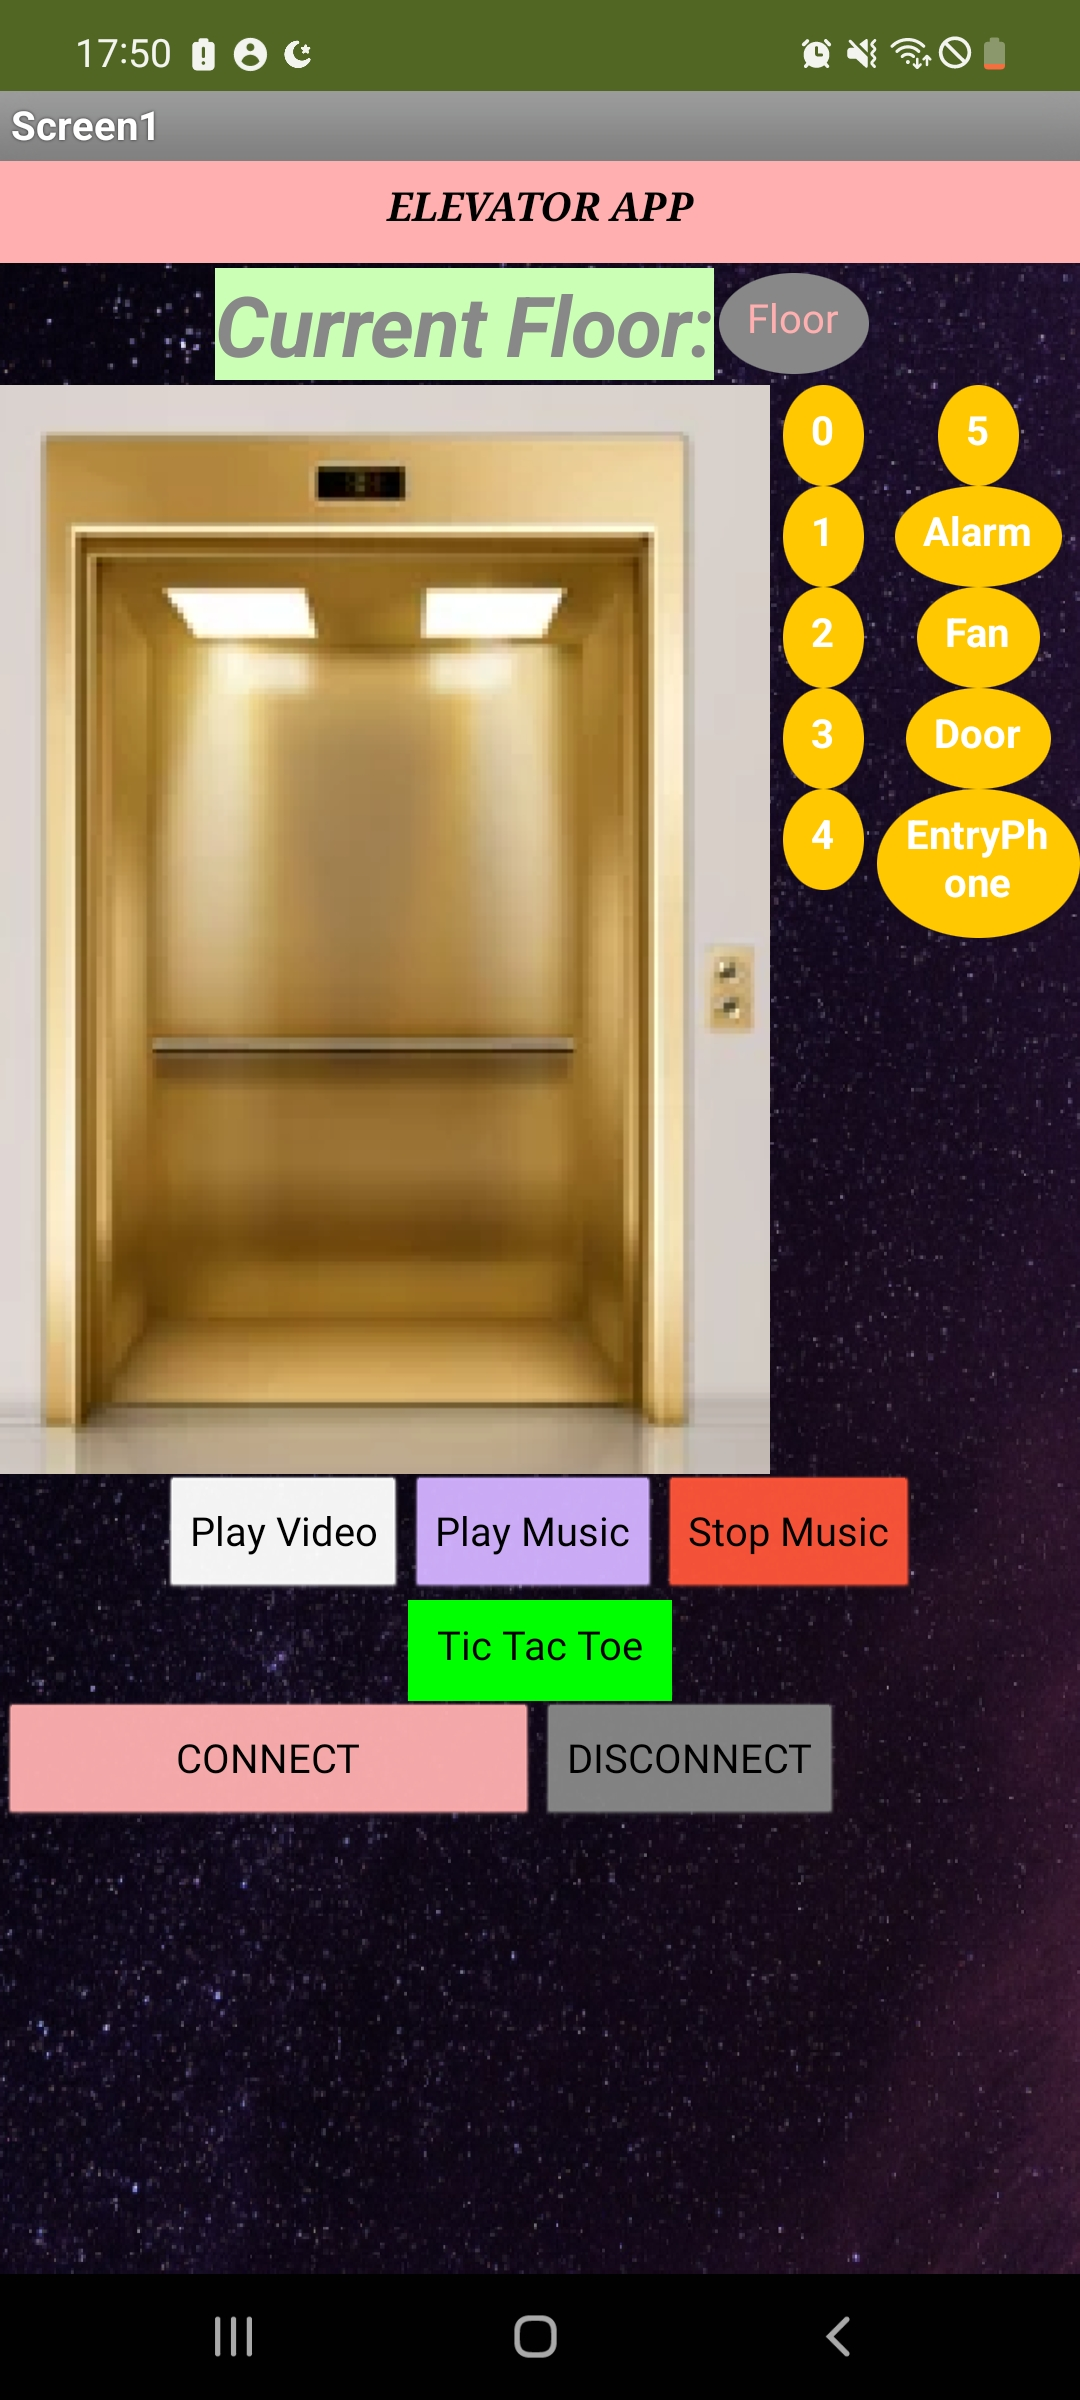 17:50
Screen1
ELEVATOR APP
Current Floor: Floor
0 5
1 Alarm
2 Fan
3 Door
4 EntryPh
one
Play Video Play Music Stop Music
Tic Tac Toe
CONNECT DISCONNECT